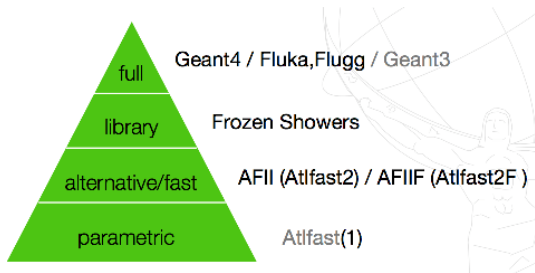 full
Geant4 / Fluka,Flugg / Geant3
library
Frozen Showers
alternative/fast
AFII (Atlfast2) / AFIIF (Atlfast2F )
parametric
Atlfast(1)